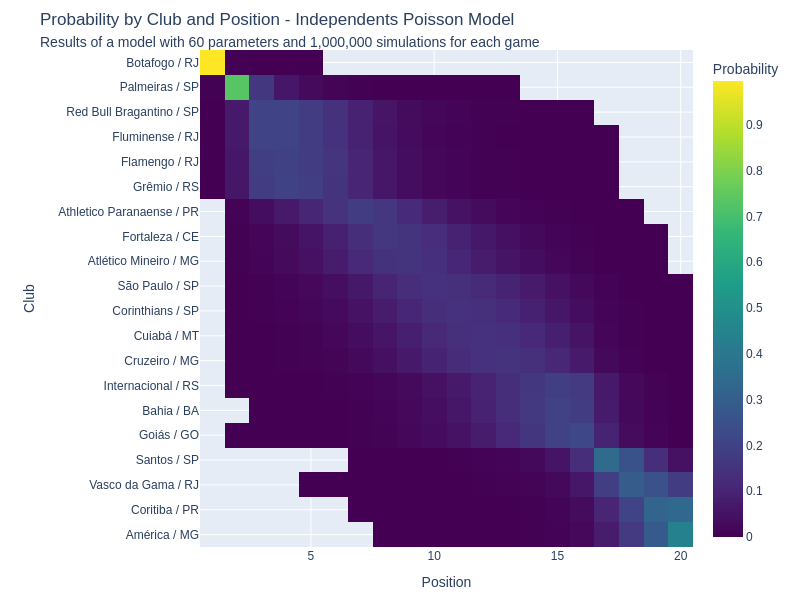 Probability by Club and Position - Independents Poisson Model
Results of a model with 60 parameters and 1,000,000 simulations for each game
Probability
Botafogo / RJ
Palmeiras / SP
Red Bull Bragantino / SP
Fluminense / RJ
Flamengo / RJ
Grêmio / RS
Athletico Paranaense / PR
Fortaleza / CE
Atlético Mineiro / MG
São Paulo / SP
Corinthians / SP
Cuiabá / MT
Cruzeiro / MG
Internacional / RS
Bahia / BA
Goiás / GO
Santos / SP
Vasco da Gama / RJ
Coritiba / PR
América / MG
Club
0.9
0.8
0.7
0.6
0.5
0.4
0.3
0.2
0.1
0
5
10
15
20
Position